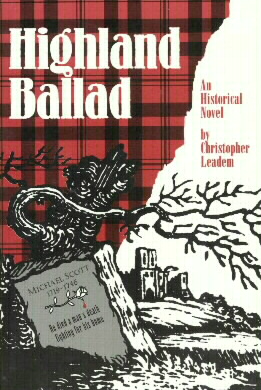 Highland
Ballad
An
Historical
Novel
by
Christopher
Leadem
MICHAEL SCOTT
1719-1746
He died a man's death,
fighting for his home